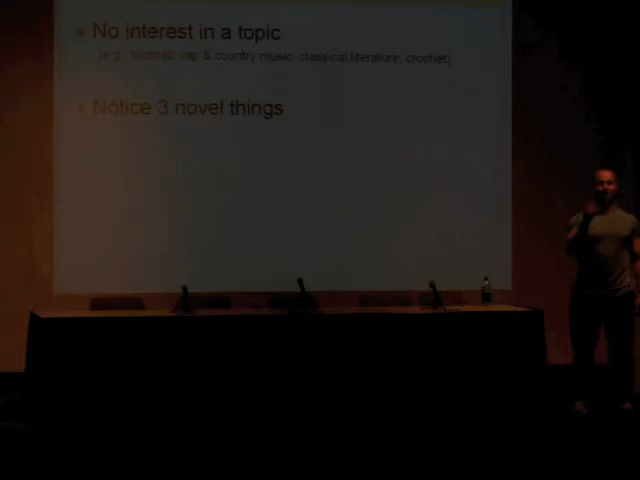 No interest in a topic
(e.g. football; rap & country music; classical literature; crochet)
Notice 3 novel things